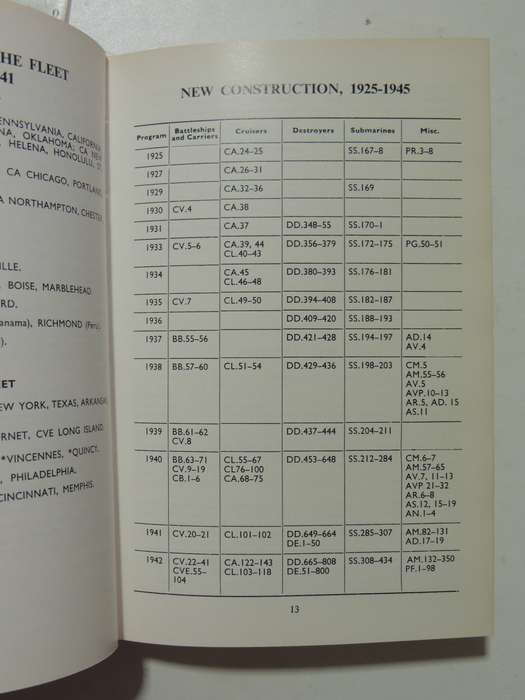 HE FLEET
41
ENNSYLVANIA, CALIFORNIA
NA, OKLAHOMA; CA NEW
HELENA, HONOLULU,
CA CHICAGO, PORTLAND,
A NORTHAMPTON, CHESTER
ILLE.
BOISE, MARBLEHEAD
RD.
anama), RICHMOND (Peru),
).
EET
EW YORK, TEXAS, ARKANSAS,
RNET, CVE LONG ISLAND.
*VINCENNES, *QUINCY.
, PHILADELPHIA.
CINCINNATI, MEMPHIS.
NEW CONSTRUCTION, 1925-1945
Program Battleships and Carriers Cruisers Destroyers Submarines Misc.
1925 CA.24-25 SS.167-8 PR.3-8
1927 CA.26-31
1929 CA.32-36 SS.169
1930 CV.4 CA.38
1931 CA.37 DD.348-55 SS.170-1
1933 CV.5-6 CA.39, 44 DD.356-379 SS.172-175 PG.50-51
CL.40-43
1934 CA.45 DD.380-393 SS.176-181
CL.46-48
1935 CV.7 CL.49-50 DD.394-408 SS.182-187
1936 DD.409-420 SS.188-193
1937 BB.55-56 DD.421-428 SS.194-197 AD.14
AV.4
1938 BB.57-60 CL.51-54 DD.429-436 SS.198-203 CM.5
AM.55-56
AV.5
AVP.10-13
AR.5, AD. 15
AS.11
1939 BB.61-62 DD.437-444 SS.204-211
CV.8
1940 BB.63-71 CL.55-67 DD.453-648 SS.212-284 CM.6-7
CV.9-19 CL76-100 AM.57-65
CB.1-6 CA.68-75 AV.7, 11-13
AVP 21-32
AR.6-8
AS.12, 15-19
AN.1-4
1941 CV.20-21 CL.101-102 DD.649-664 SS.285-307 AM.82-131
DE.1-50 AD.17-19
1942 CV.22-41 CA.122-143 DD.665-808 SS.308-434 AM.132-350
CVE.55- CL.103-118 DE.51-800 PF.1-98
104
13